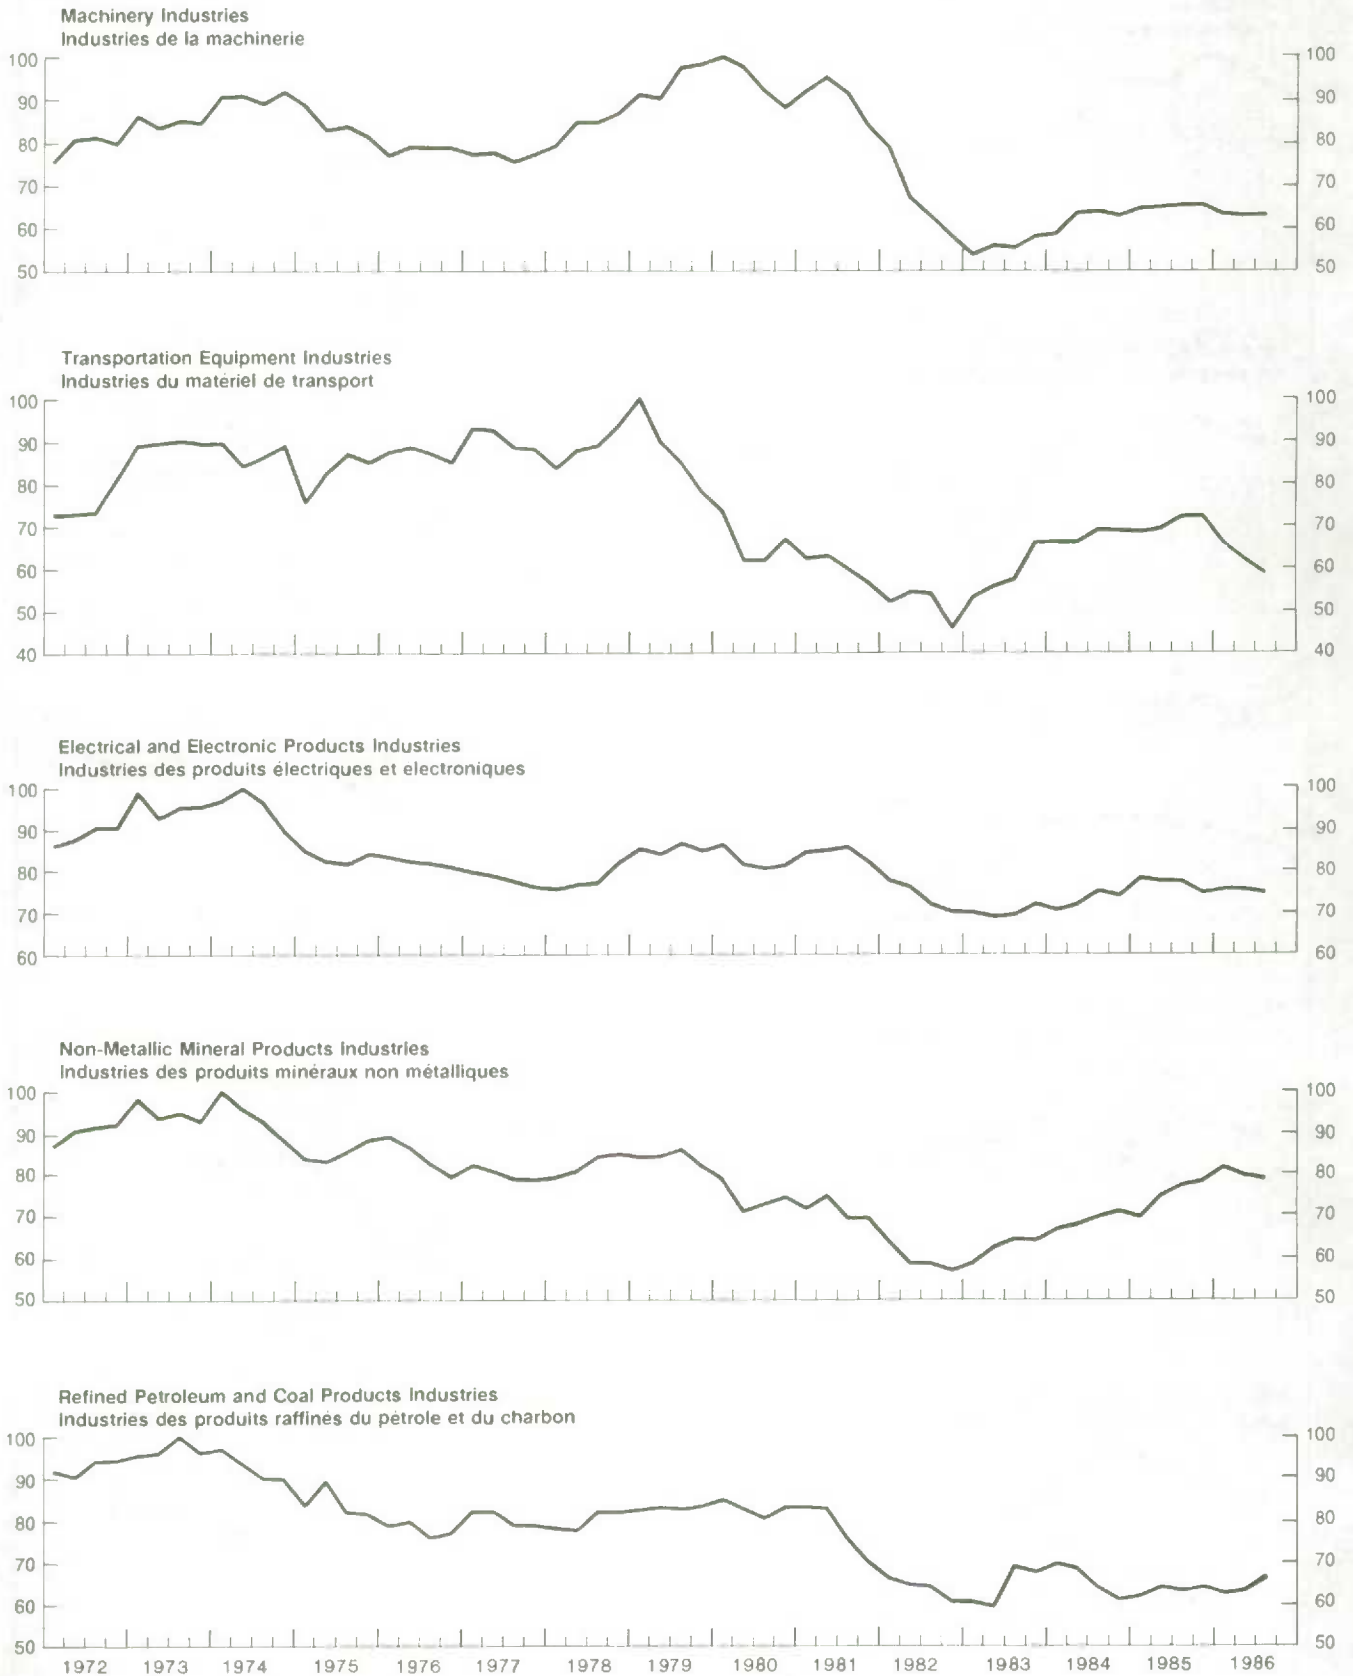 Machinery Industries
Industries de la machinerie
100 100
90 90
80 80
70 70
60 60
50 50
Transportation Equipment Industries
Industries du matériel de transport
100 100
90 90
80 80
70 70
60 60
50 50
40 40
Electrical and Electronic Products Industries
Industries des produits électriques et electroniques
100 100
90 90
80 80
70 70
60 60
Non-Metallic Mineral Products Industries
Industries des produits minéraux non métalliques
100 100
90 90
80 80
70 70
60 60
50 50
Refined Petroleum and Coal Products Industries
Industries des produits raffinés du pétrole et du charbon
100 100
90 90
80 80
70 70
60 60
50 50
1972 1973 1974 1975 1976 1977 1978 1979 1980 1981 1982 1983 1984 1985 1986